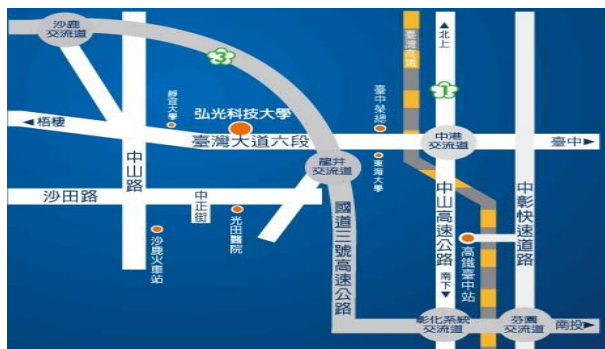 沙鹿
交流道
3
臺灣高鐵
▲北上
1
靜宜大學
弘光科技大學
臺中榮總
◄梧棲
臺灣大道六段
中港
交流道
臺中►
龍井
交流道
東海大學
中山路
沙田路
中正街
光田醫院
沙鹿火車站
國道三號高速公路
中山高速公路
南下▼
高鐵臺中站
中彰快速道路
彰化系統
交流道
芬園
交流道
南投►